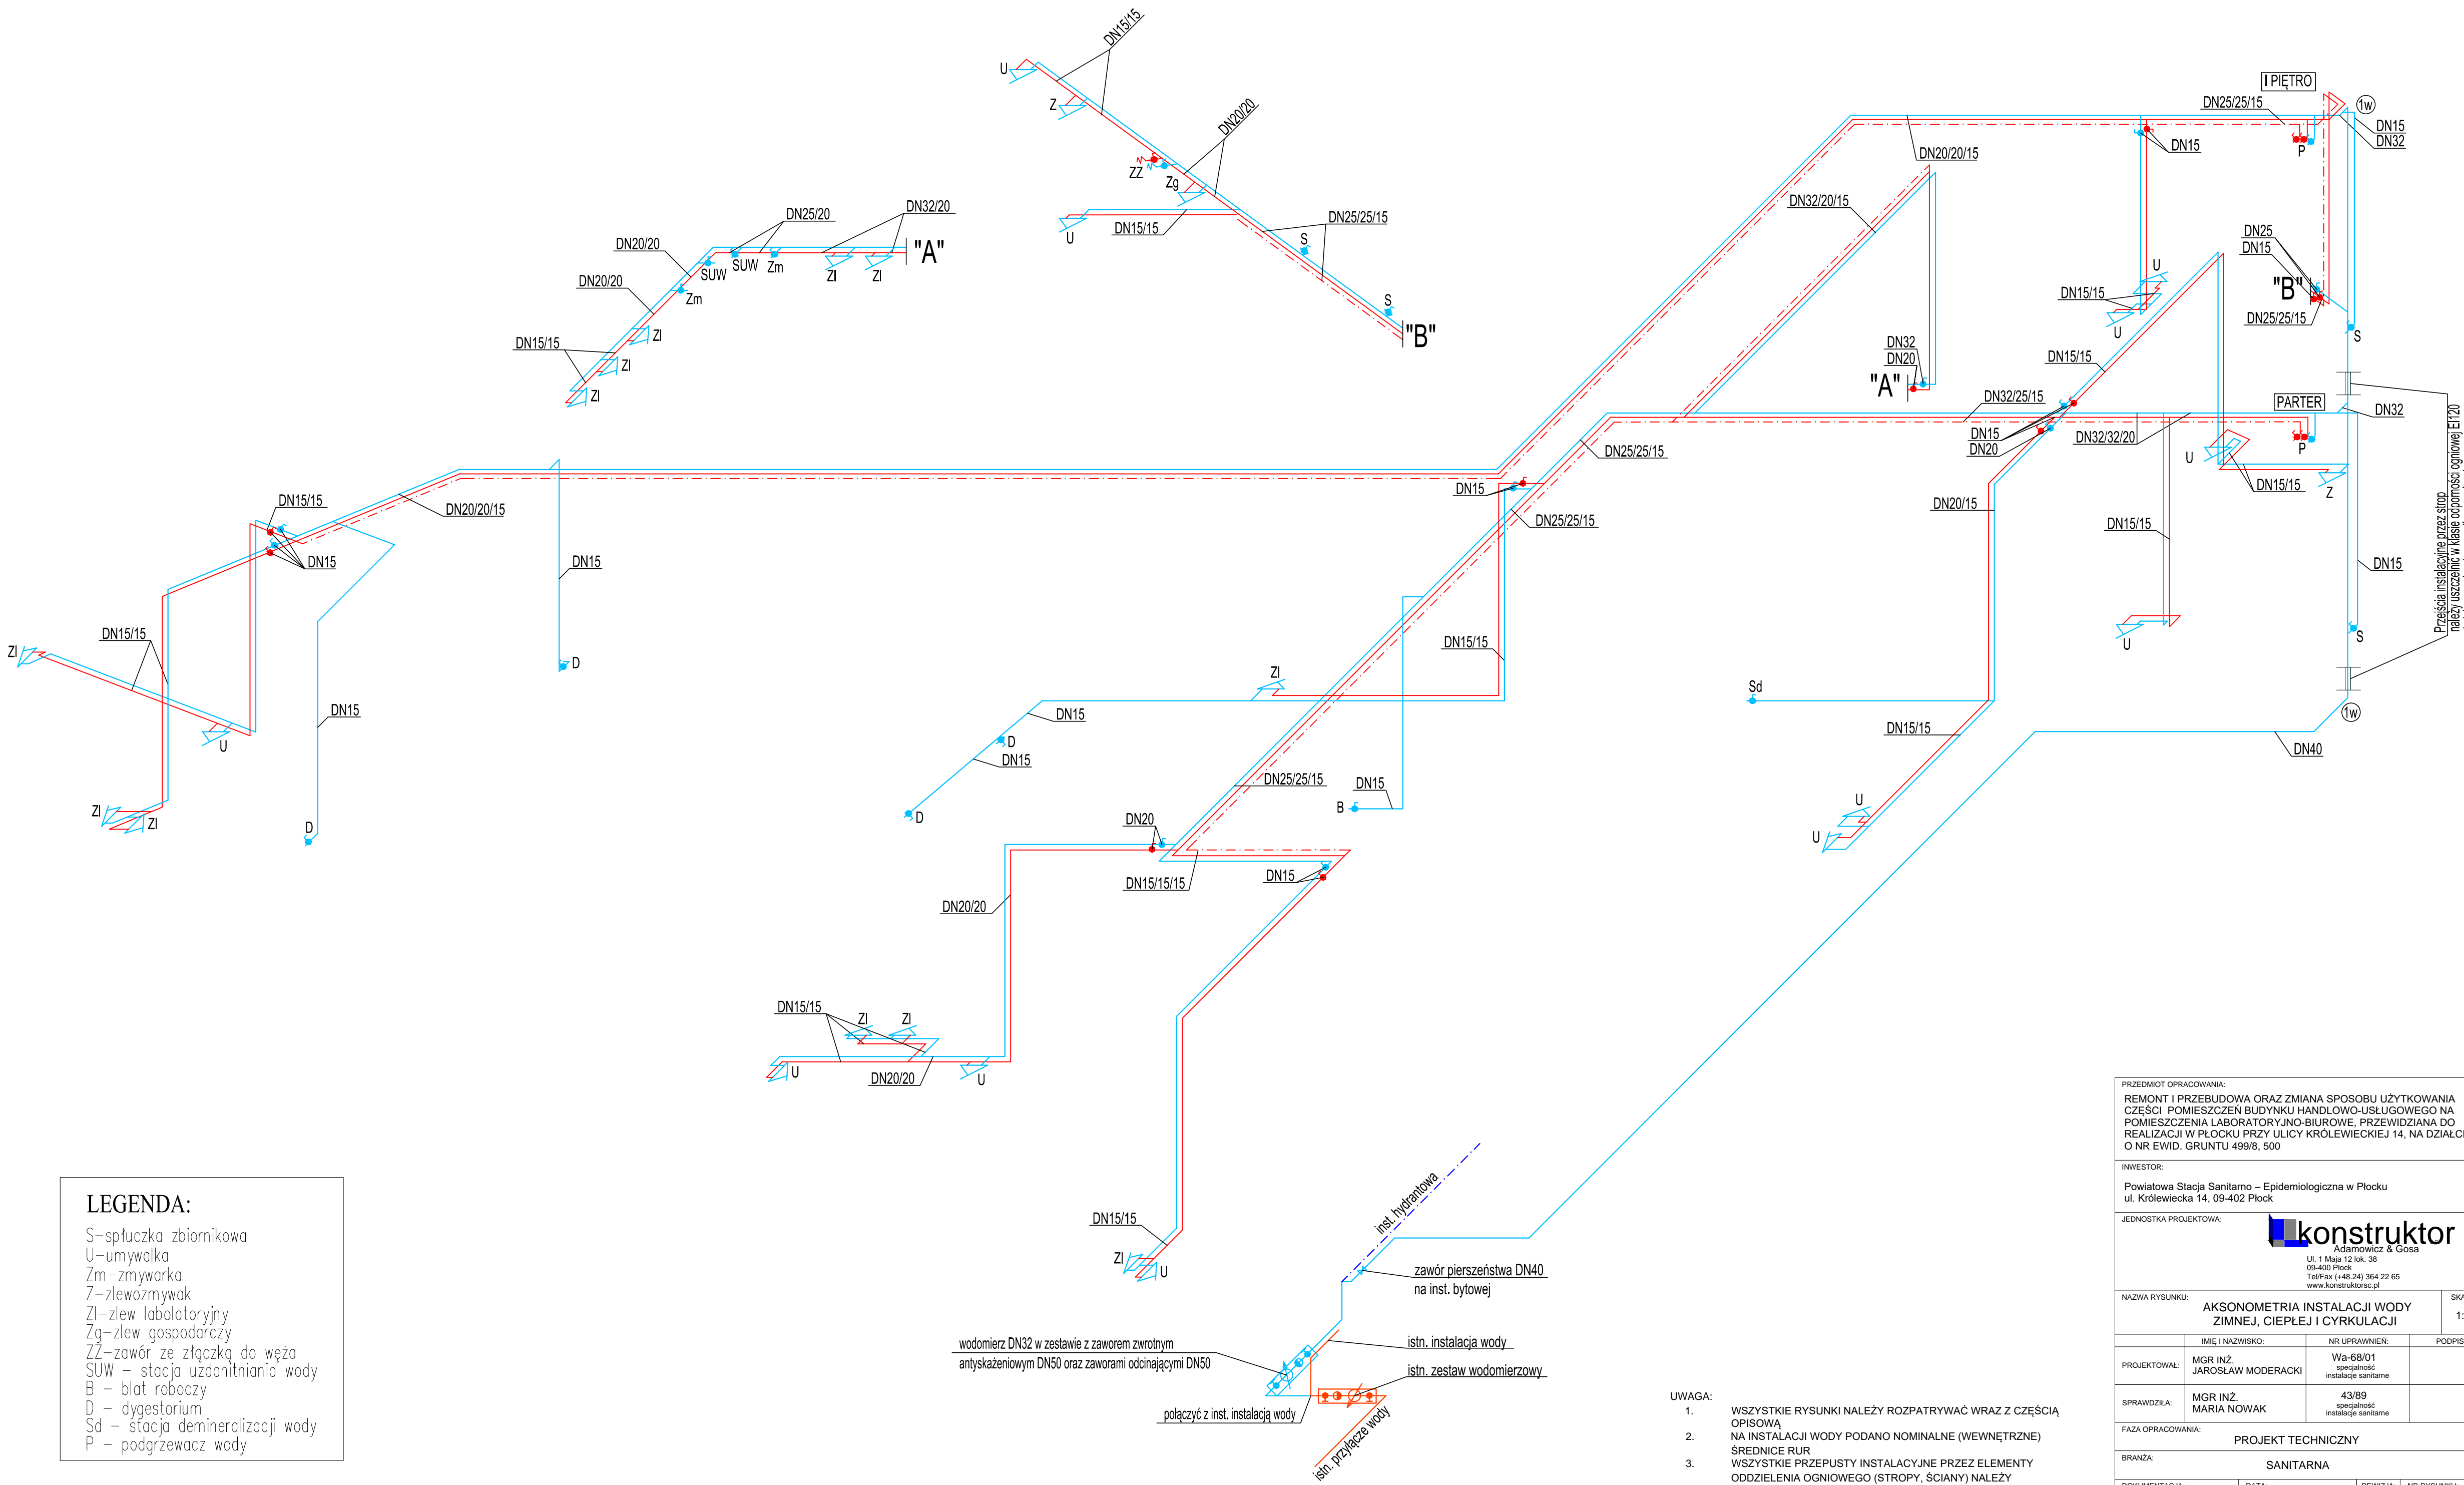 DN15/15
U
Z
DN20/20
ZZ
Zg
DN25/25/15
S
DN15/15
U
S
"B"
DN32/20
DN25/20
"A"
DN20/20
SUW
SUW
Zm
Zl
Zl
DN20/20
Zm
Zl
DN15/15
Zl
Zl
I PIĘTRO
DN25/25/15
1w
DN15
DN32
P
DN15
DN20/20/15
DN32/20/15
DN25
DN15
"B"
DN25/25/15
S
U
DN15/15
U
DN32
DN20
"A"
DN15/15
DN32/25/15
PARTER
DN32
DN15
DN20
DN32/32/20
P
U
DN15/15
Z
DN25/25/15
DN15
DN25/25/15
DN20/15
DN15/15
DN15
S
U
Przejścia instalacyjne przez strop
należy uszczelnić w klasie odporności ogniowej EI120
1w
DN40
DN15/15
DN20/20/15
DN15
DN15
D
DN15/15
Zl
DN15
U
Zl
Zl
D
DN15/15
Zl
DN15
D
DN15
D
DN25/25/15
DN15
B
Sd
DN15/15
U
U
DN20
DN15/15/15
DN15
DN20/20
DN15/15
Zl
Zl
U
DN20/20
U
DN15/15
Zl
U
inst. hydrantowa
zawór pierszeństwa DN40
na inst. bytowej
wodomierz DN32 w zestawie z zaworem zwrotnym
antyskażeniowym DN50 oraz zaworami odcinającymi DN50
istn. instalacja wody
istn. zestaw wodomierzowy
połączyć z inst. instalacją wody
istn. przyłącze wody
LEGENDA:
S-spłuczka zbiornikowa
U-umywalka
Zm-zmywarka
Z-zlewozmywak
Zl-zlew labolatoryjny
Zg-zlew gospodarczy
ZZ-zawór ze złączką do węża
SUW - stacja uzdanitniania wody
B - blat roboczy
D - dygestorium
Sd - stacja demineralizacji wody
P - podgrzewacz wody
UWAGA:
1. WSZYSTKIE RYSUNKI NALEŻY ROZPATRYWAĆ WRAZ Z CZĘŚCIĄ
OPISOWĄ
2. NA INSTALACJI WODY PODANO NOMINALNE (WEWNĘTRZNE)
ŚREDNICE RUR
3. WSZYSTKIE PRZEPUSTY INSTALACYJNE PRZEZ ELEMENTY
ODDZIELENIA OGNIOWEGO (STROPY, ŚCIANY) NALEŻY
PRZEDMIOT OPRACOWANIA:
REMONT I PRZEBUDOWA ORAZ ZMIANA SPOSOBU UŻYTKOWANIA
CZĘŚCI POMIESZCZEŃ BUDYNKU HANDLOWO-USŁUGOWEGO NA
POMIESZCZENIA LABORATORYJNO-BIUROWE, PRZEWIDZIANA DO
REALIZACJI W PŁOCKU PRZY ULICY KRÓLEWIECKIEJ 14, NA DZIAŁC
O NR EWID. GRUNTU 499/8, 500
INWESTOR:
Powiatowa Stacja Sanitarno – Epidemiologiczna w Płocku
ul. Królewiecka 14, 09-402 Płock
JEDNOSTKA PROJEKTOWA:
konstruktor
Adamowicz & Gosa
Ul. 1 Maja 12 lok. 38
09-400 Płock
Tel/Fax (+48.24) 364 22 65
www.konstruktorsc.pl
NAZWA RYSUNKU:
AKSONOMETRIA INSTALACJI WODY
ZIMNEJ, CIEPŁEJ I CYRKULACJI
SKA
1:
IMIĘ I NAZWISKO: NR UPRAWNIEŃ: PODPIS
PROJEKTOWAŁ: MGR INŻ. JAROSŁAW MODERACKI
Wa-68/01
specjalność
instalacje sanitarne
SPRAWDZIŁA: MGR INŻ. MARIA NOWAK
43/89
specjalność
instalacje sanitarne
FAZA OPRACOWANIA:
PROJEKT TECHNICZNY
BRANŻA:
SANITARNA